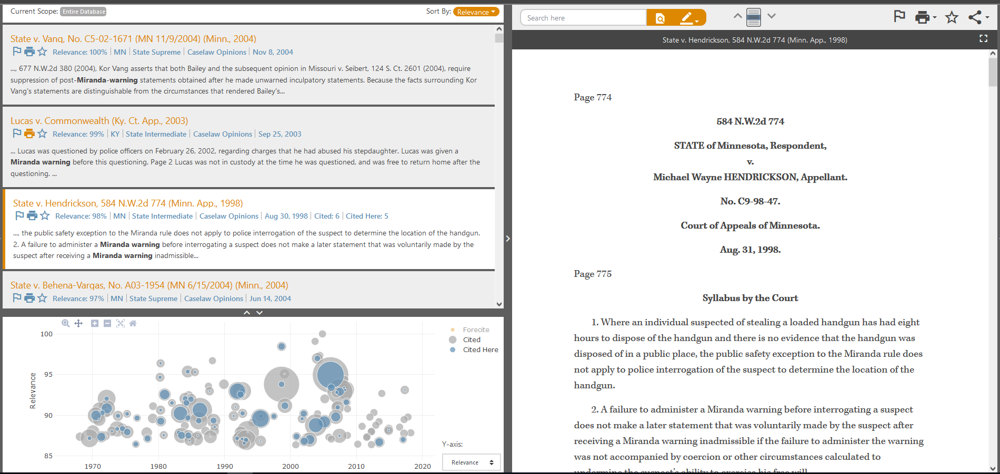 Current Scope: Entire Database
Sort By: Relevance
State v. Vang, No. C5-02-1671 (MN 11/9/2004) (Minn., 2004)
Relevance: 100% | MN | State Supreme | Caselaw Opinions | Nov 8, 2004
..., 677 N.W.2d 380 (2004), Kor Vang asserts that both Bailey and the subsequent opinion in Missouri v. Seibert, 124 S. Ct. 2601 (2004), require
suppression of post-Miranda-warning statements obtained after he made unwarned inculpatory statements. Because the facts surrounding Kor
Vang's statements are distinguishable from the circumstances that rendered Bailey's...
Lucas v. Commonwealth (Ky. Ct. App., 2003)
Relevance: 99% | KY | State Intermediate | Caselaw Opinions | Sep 25, 2003
... Lucas was questioned by police officers on February 26, 2002, regarding charges that he had abused his stepdaughter. Lucas was given a
Miranda warning before this questioning. Page 2 Lucas was not in custody at the time he was questioned, and was free to return home after the
questioning. ...
State v. Hendrickson, 584 N.W.2d 774 (Minn. App., 1998)
Relevance: 98% | MN | State Intermediate | Caselaw Opinions | Aug 30, 1998 | Cited: 6 | Cited Here: 5
..., the public safety exception to the Miranda rule does not apply to police interrogation of the suspect to determine the location of the handgun.
2. A failure to administer a Miranda warning before interrogating a suspect does not make a later statement that was voluntarily made by the
suspect after receiving a Miranda warning inadmissible...
State v. Behena-Vargas, No. A03-1954 (MN 6/15/2004) (Minn., 2004)
Relevance: 97% | MN | State Supreme | Caselaw Opinions | Jun 14, 2004
100
95
90
85
Relevance
1970
1980
1990
2000
2010
2020
Forecite
Cited
Cited Here
Y-axis:
Relevance
Search here
State v. Hendrickson, 584 N.W.2d 774 (Minn. App., 1998)
Page 774
584 N.W.2d 774
STATE of Minnesota, Respondent,
v.
Michael Wayne HENDRICKSON, Appellant.
No. C9-98-47.
Court of Appeals of Minnesota.
Aug. 31, 1998.
Page 775
Syllabus by the Court
1. Where an individual suspected of stealing a loaded handgun has had eight
hours to dispose of the handgun and there is no evidence that the handgun was
disposed of in a public place, the public safety exception to the Miranda rule does
not apply to police interrogation of the suspect to determine the location of the
handgun.
2. A failure to administer a Miranda warning before interrogating a suspect
does not make a later statement that was voluntarily made by the suspect after
receiving a Miranda warning inadmissible if the failure to administer the warning
was not accompanied by coercion or other circumstances calculated to
undermine the suspect's ability to exercise his free will.